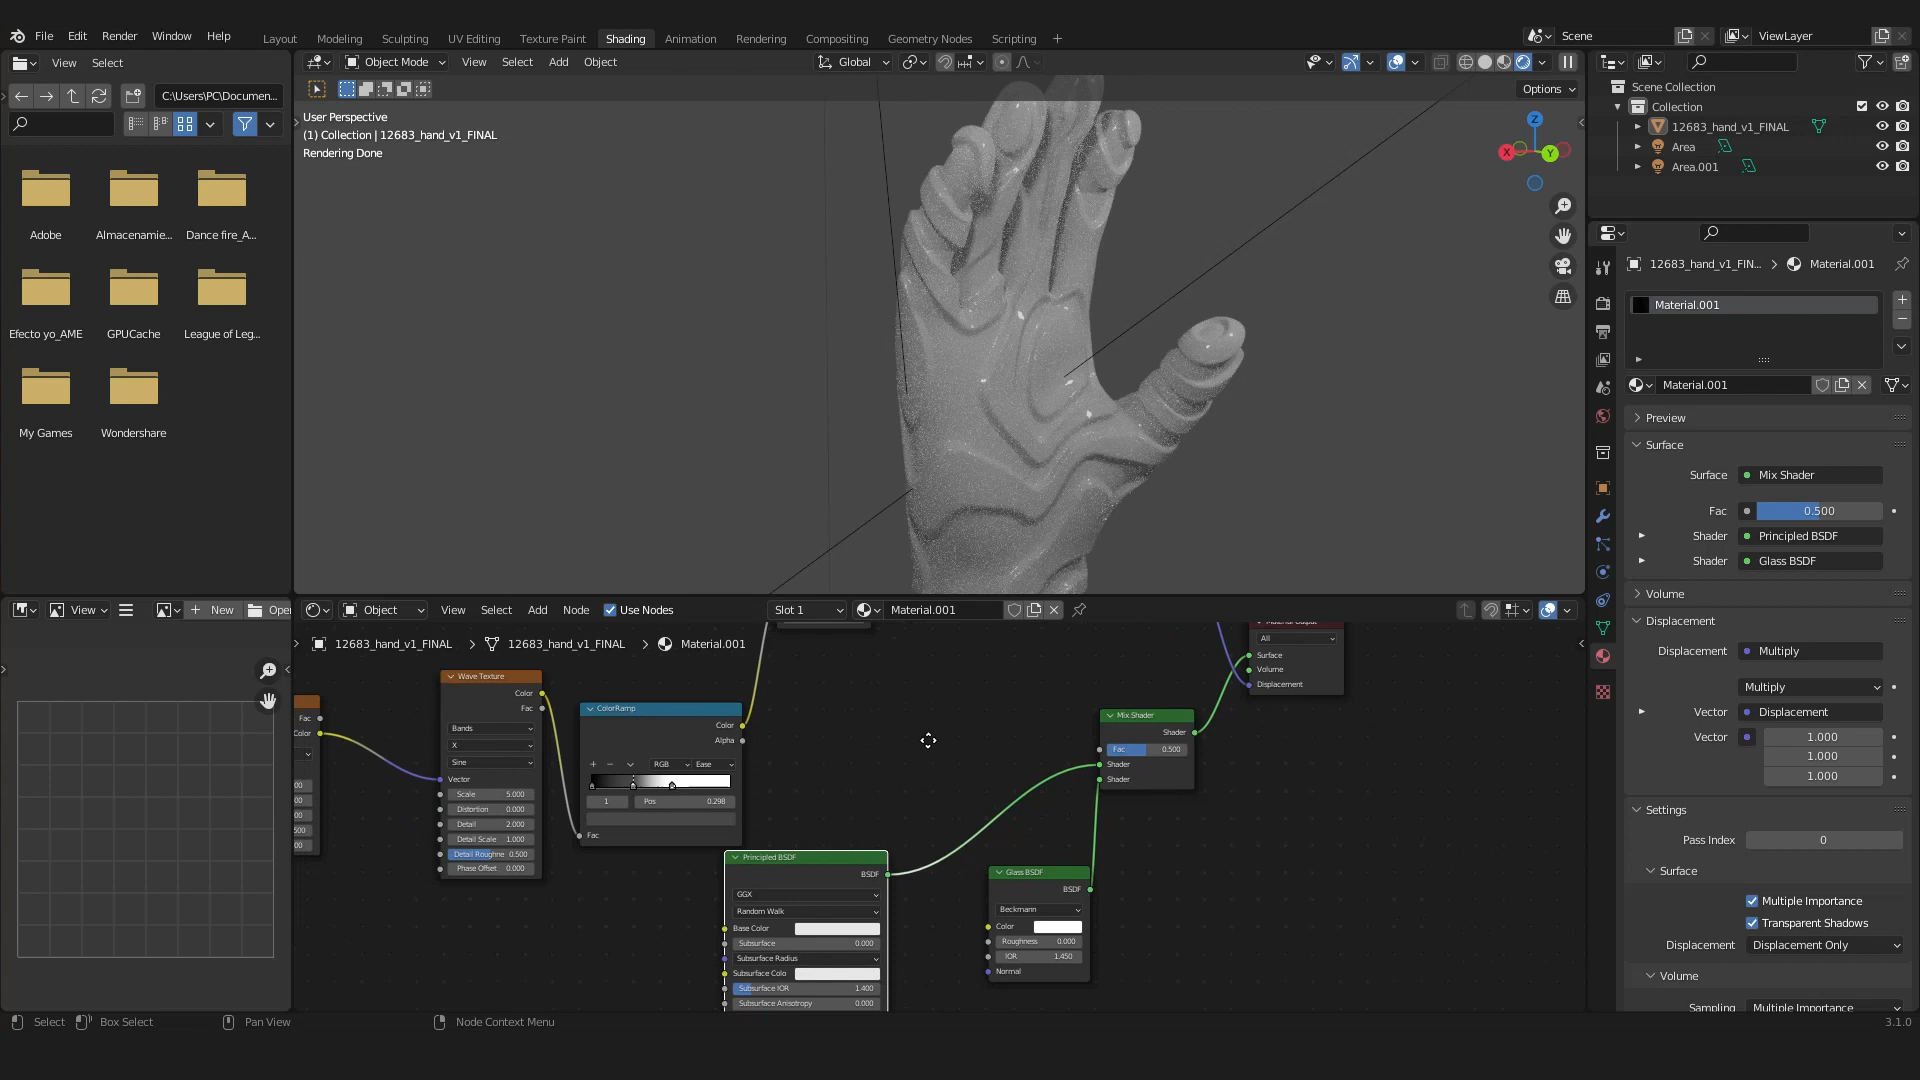 File Edit Render Window Help
Layout Modeling Sculpting UV Editing Texture Paint Shading Animation Rendering Compositing Geometry Nodes Scripting +
Scene
ViewLayer
View Select
C:\Users\PC\Documen...
Adobe
Almacenamie...
Dance fire_A...
Efecto yo_AME
GPUCache
League of Leg...
My Games
Wondershare
Object Mode View Select Add Object
Global
Options
User Perspective
(1) Collection | 12683_hand_v1_FINAL
Rendering Done
Z
X
Y
Scene Collection
Collection
12683_hand_v1_FINAL
Area
Area.001
12683_hand_v1_FIN... > Material.001
Material.001
Material.001
Preview
Surface
Surface Mix Shader
Fac 0.500
Shader Principled BSDF
Shader Glass BSDF
Volume
Displacement
Displacement Multiply
Multiply
Vector Displacement
Vector 1.000
1.000
1.000
Settings
Pass Index 0
Surface
Multiple Importance
Transparent Shadows
Displacement Displacement Only
Volume
Sampling Multiple Importance
View
+ New
Ope
Object View Select Add Node Use Nodes
Slot 1
Material.001
12683_hand_v1_FINAL > 12683_hand_v1_FINAL > Material.001
Fac
Color
00
00
500
00
Wave Texture
Color
Fac
Bands
X
Sine
Vector
Scale 5.000
Distortion 0.000
Detail 2.000
Detail Scale 1.000
Detail Roughne 0.500
Phase Offset 0.000
ColorRamp
Color
Alpha
RGB
Ease
1
Pos 0.298
Fac
Principled BSDF
BSDF
GGX
Random Walk
Base Color
Subsurface 0.000
Subsurface Radius
Subsurface Colo
Subsurface IOR 1.400
Subsurface Anisotropy 0.000
Glass BSDF
BSDF
Beckmann
Color
Roughness 0.000
IOR 1.450
Normal
Mix Shader
Shader
Fac 0.500
Shader
Shader
Material Output
All
Surface
Volume
Displacement
Select
Box Select
Pan View
Node Context Menu
3.1.0